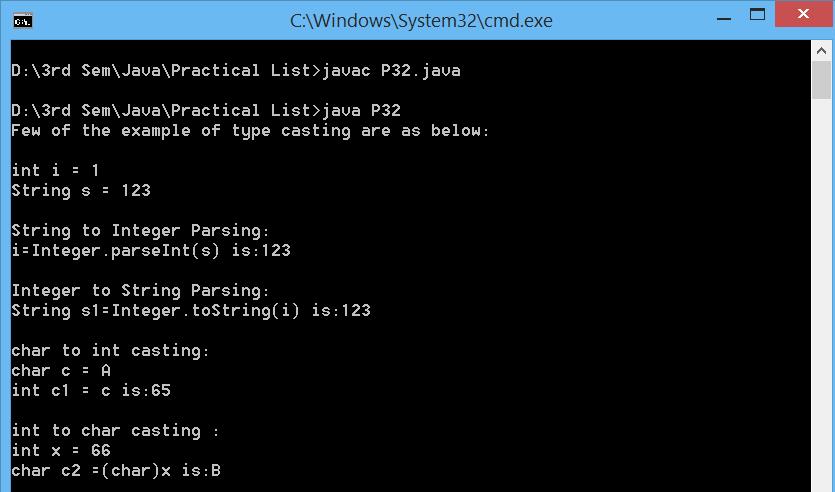 C:\Windows\System32\cmd.exe
D:\3rd Sem\Java\Practical List>javac P32.java
D:\3rd Sem\Java\Practical List>java P32
Few of the example of type casting are as below:
int i = 1
String s = 123
String to Integer Parsing:
i=Integer.parseInt(s) is:123
Integer to String Parsing:
String s1=Integer.toString(i) is:123
char to int casting:
char c = A
int c1 = c is:65
int to char casting :
int x = 66
char c2 =(char)x is:B